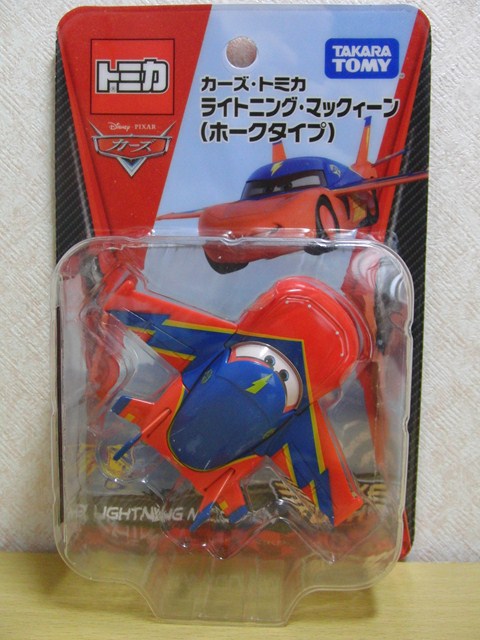 トミカ
Disney · PIXAR
カーズ
TAKARA
TOMY
カーズ・トミカ
ライトニング・マックィーン
(ホークタイプ)
LIGHTNING